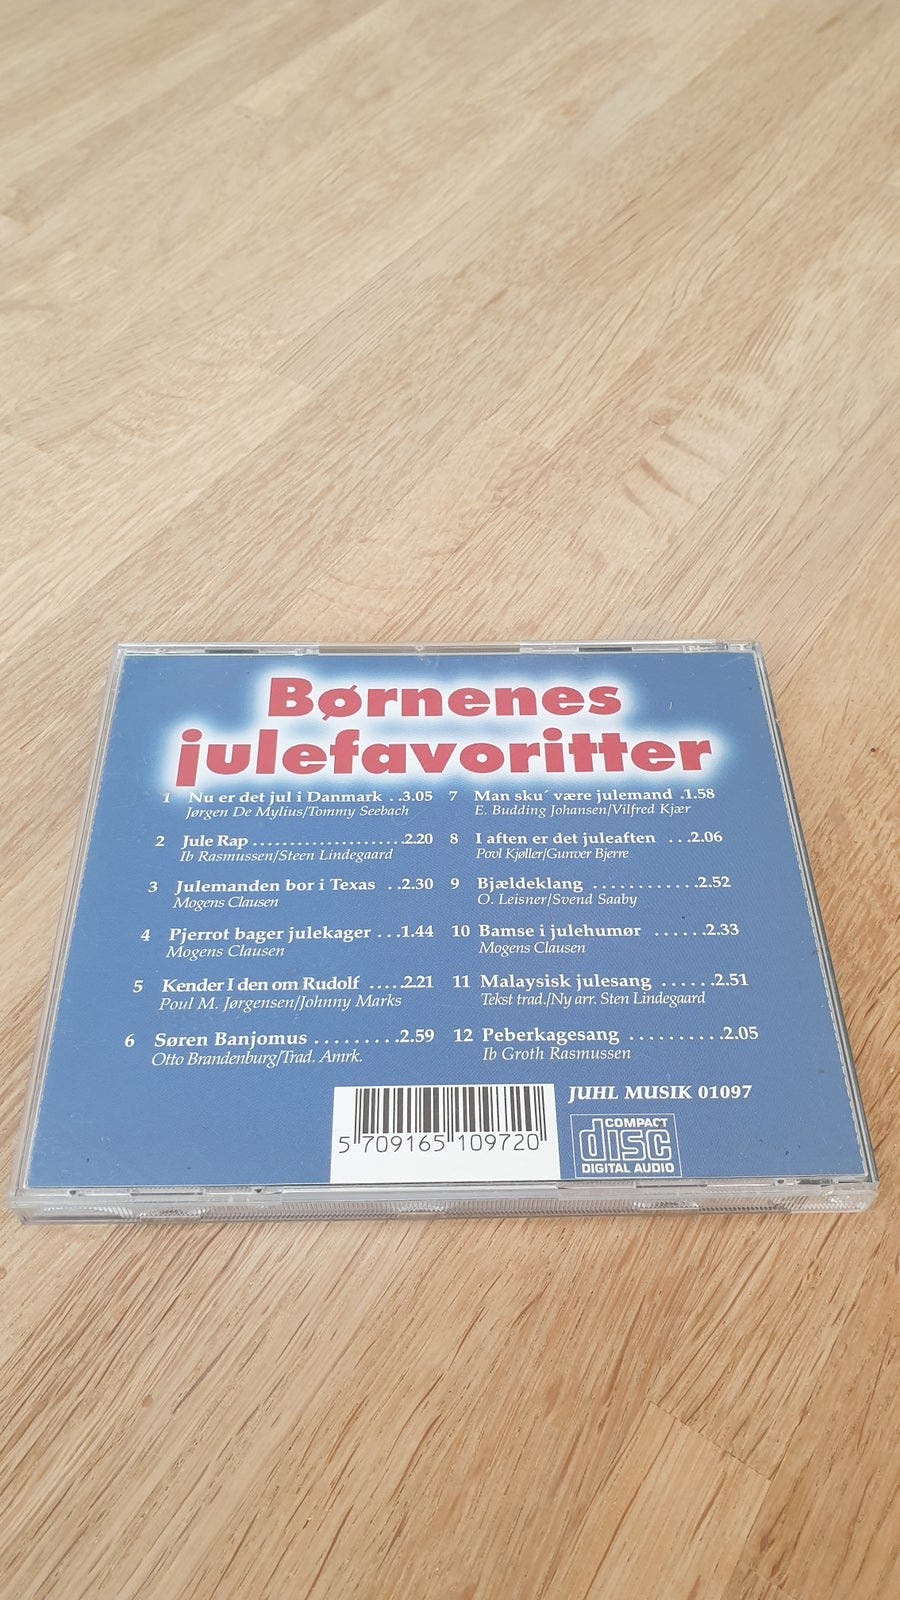 Børnenes
julefavoritter
1 Nu er det jul i Danmark . .3.05
Jørgen De Mylius/Tommy Seebach
2 Jule Rap . . . . . . . . . . . . . . . . . . . .2.20
Ib Rasmussen/Steen Lindegaard
3 Julemanden bor i Texas . .2.30
Mogens Clausen
4 Pjerrot bager julekager . . .1.44
Mogens Clausen
5 Kender I den om Rudolf . . . . .2.21
Poul M. Jørgensen/Johnny Marks
6 Søren Banjomus . . . . . . . . .2.59
Otto Brandenburg/Trad. Amrk.
7 Man sku´ være julemand .1.58
E. Budding Johansen/Vilfred Kjær
8 I aften er det juleaften . . .2.06
Povl Kjøller/Gunver Bjerre
9 Bjældeklang . . . . . . . . . . . .2.52
O. Leisner/Svend Saaby
10 Bamse i julehumør . . . . . .2.33
Mogens Clausen
11 Malaysisk julesang . . . . . .2.51
Tekst trad./Ny arr. Sten Lindegaard
12 Peberkagesang . . . . . . . . . .2.05
Ib Groth Rasmussen
JUHL MUSIK 01097
5 709165 109720
COMPACT
disc
DIGITAL AUDIO